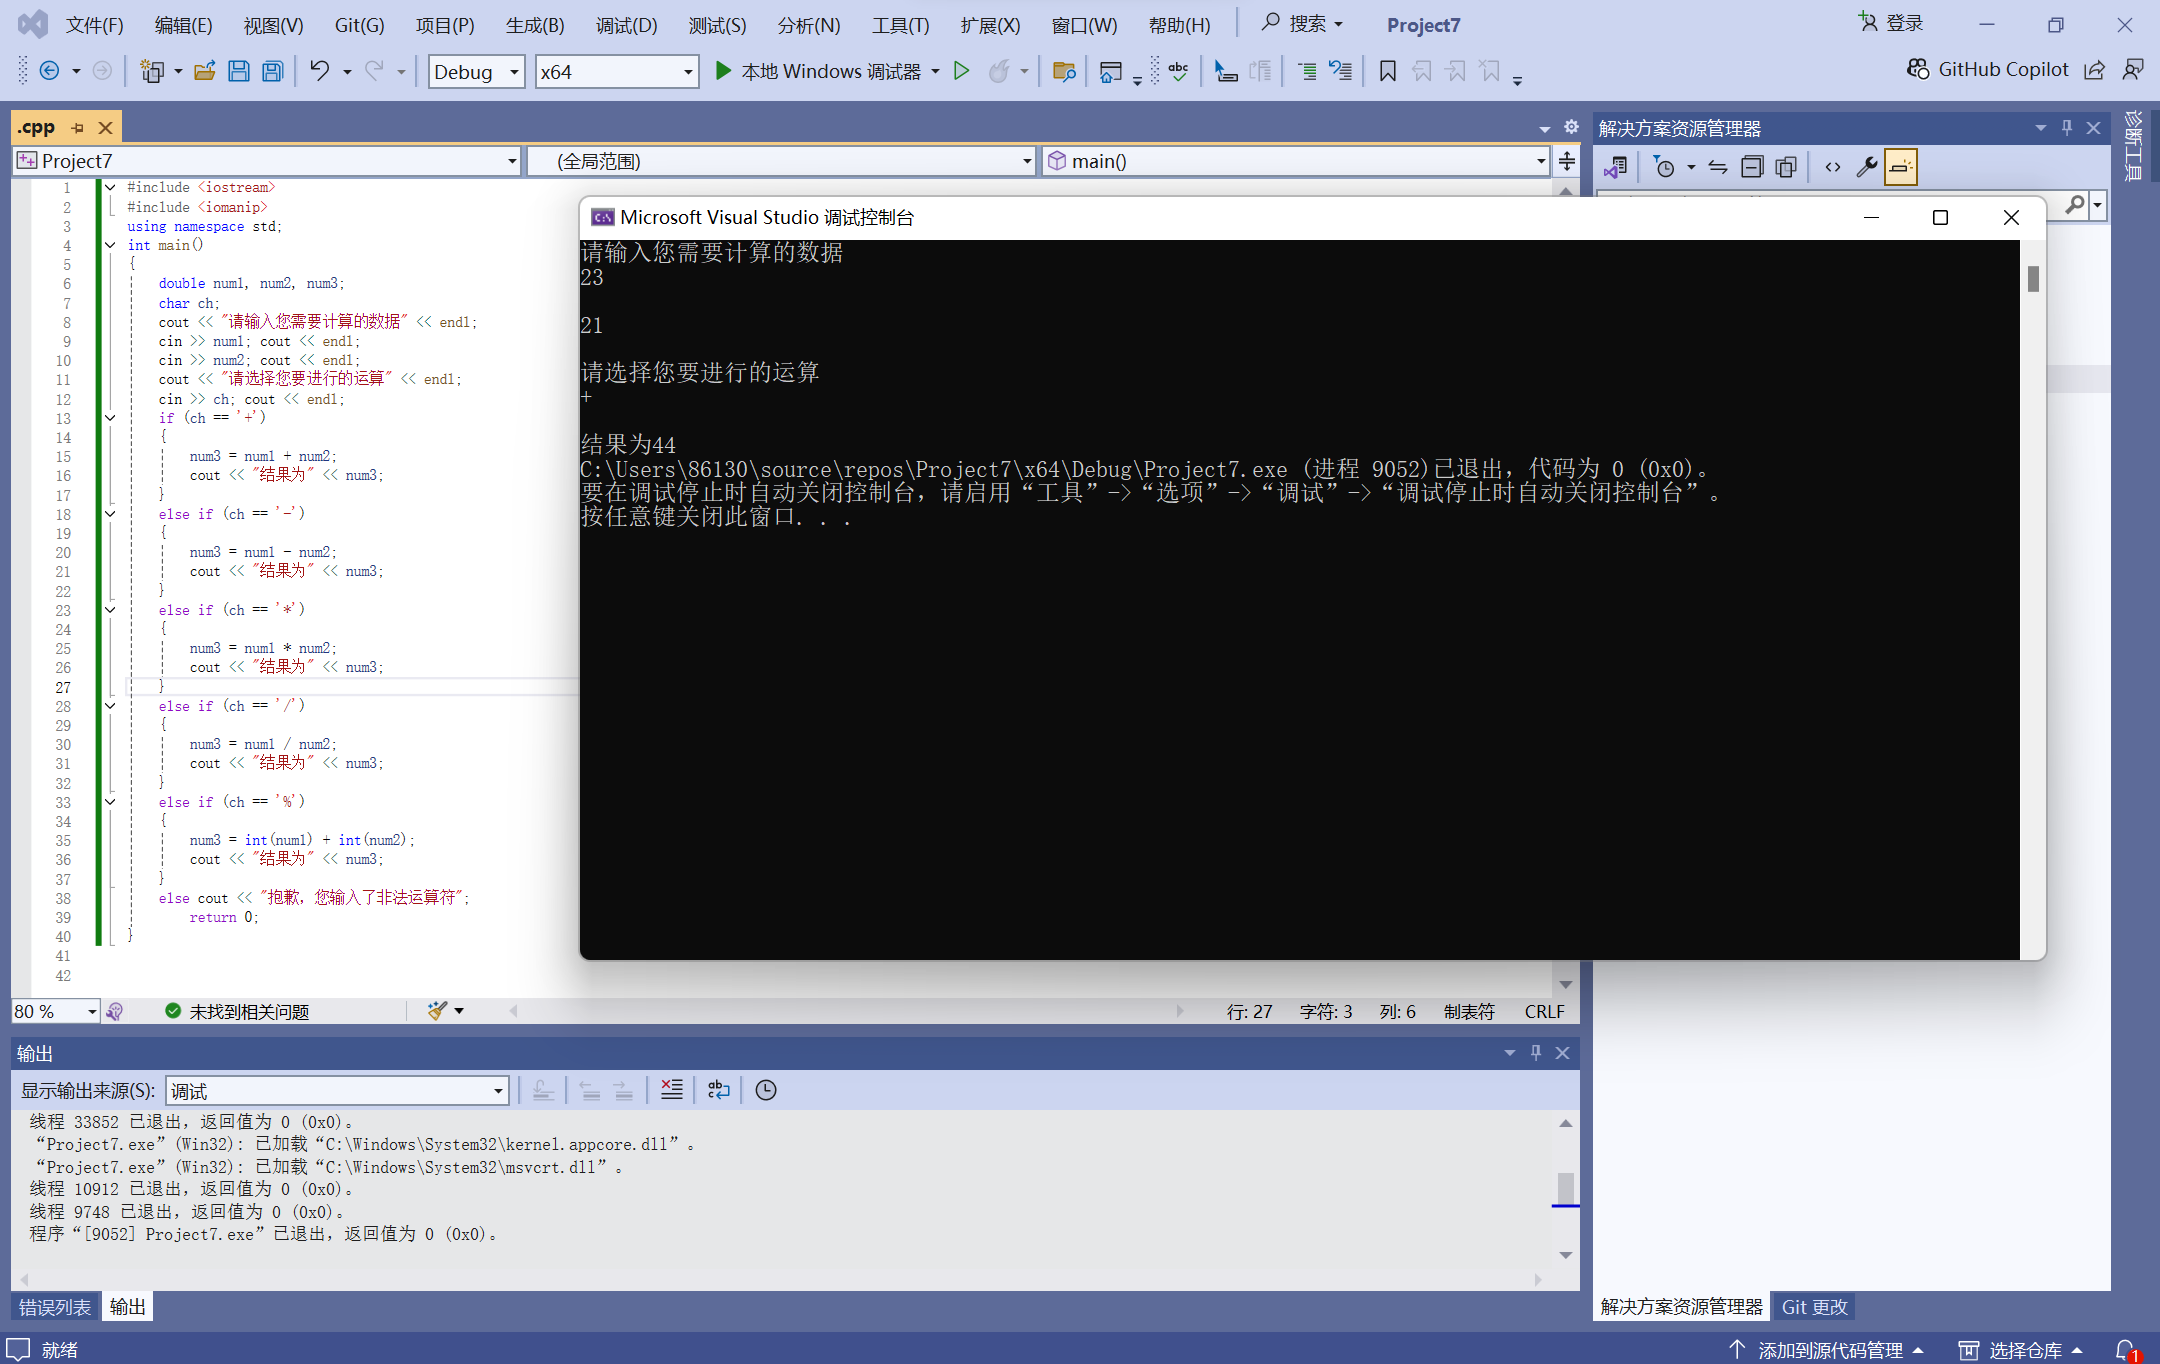 文件(F) 编辑(E) 视图(V) Git(G) 项目(P) 生成(B) 调试(D) 测试(S) 分析(N) 工具(T) 扩展(X) 窗口(W) 帮助(H) 搜索 Project7 登录
Debug x64 本地 Windows 调试器 GitHub Copilot
.cpp
Project7 (全局范围) main()
1 #include <iostream>
2 #include <iomanip>
3 using namespace std;
4 int main()
5 {
6 double num1, num2, num3;
7 char ch;
8 cout << "请输入您需要计算的数据" << endl;
9 cin >> num1; cout << endl;
10 cin >> num2; cout << endl;
11 cout << "请选择您要进行的运算" << endl;
12 cin >> ch; cout << endl;
13 if (ch == '+')
14 {
15 num3 = num1 + num2;
16 cout << "结果为" << num3;
17 }
18 else if (ch == '-')
19 {
20 num3 = num1 - num2;
21 cout << "结果为" << num3;
22 }
23 else if (ch == '*')
24 {
25 num3 = num1 * num2;
26 cout << "结果为" << num3;
27 }
28 else if (ch == '/')
29 {
30 num3 = num1 / num2;
31 cout << "结果为" << num3;
32 }
33 else if (ch == '%')
34 {
35 num3 = int(num1) + int(num2);
36 cout << "结果为" << num3;
37 }
38 else cout << "抱歉，您输入了非法运算符";
39 return 0;
40 }
41
42
80 % 未找到相关问题 行: 27 字符: 3 列: 6 制表符 CRLF
Microsoft Visual Studio 调试控制台
请输入您需要计算的数据
23
21
请选择您要进行的运算
+
结果为44
C:\Users\86130\source\repos\Project7\x64\Debug\Project7.exe (进程 9052)已退出，代码为 0 (0x0)。
要在调试停止时自动关闭控制台，请启用“工具”->“选项”->“调试”->“调试停止时自动关闭控制台”。
按任意键关闭此窗口. . .
解决方案资源管理器
诊断工具
输出
显示输出来源(S): 调试
线程 33852 已退出，返回值为 0 (0x0)。
“Project7.exe”(Win32): 已加载“C:\Windows\System32\kernel.appcore.dll”。
“Project7.exe”(Win32): 已加载“C:\Windows\System32\msvcrt.dll”。
线程 10912 已退出，返回值为 0 (0x0)。
线程 9748 已退出，返回值为 0 (0x0)。
程序“[9052] Project7.exe”已退出，返回值为 0 (0x0)。
错误列表 输出
解决方案资源管理器 Git 更改
就绪 添加到源代码管理 选择仓库 1